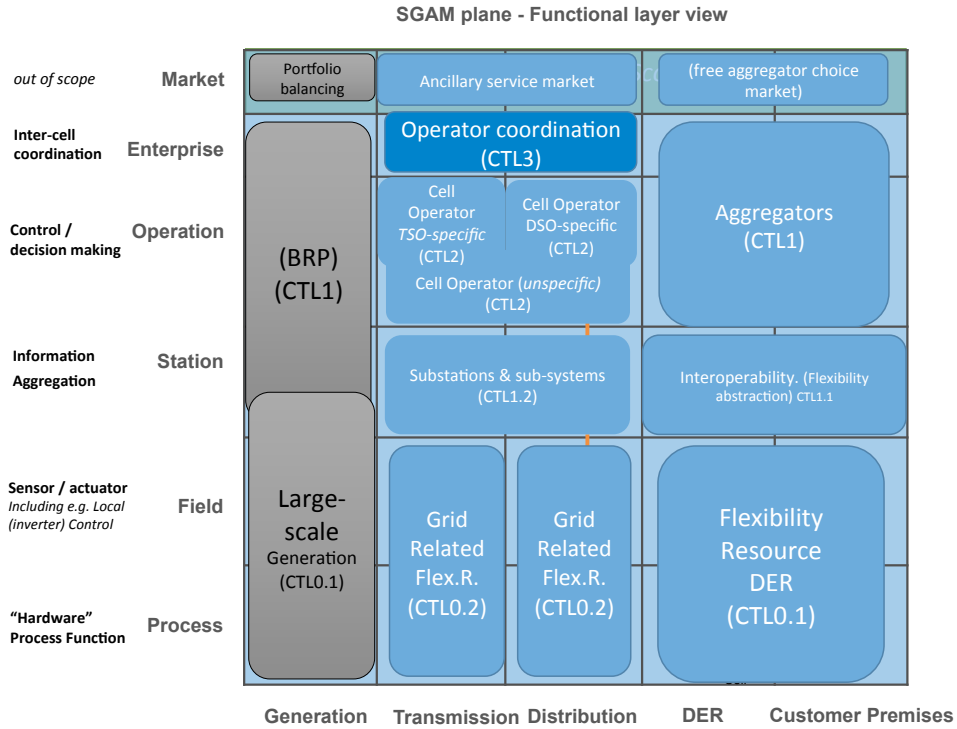 SGAM plane - Functional layer view
out of scope
Market
Portfolio
balancing
Ancillary service market
(free aggregator choice
market)
Inter-cell
coordination
Enterprise
Operator coordination
(CTL3)
Control /
decision making
Operation
(BRP)
(CTL1)
Cell
Operator
TSO-specific
(CTL2)
Cell Operator
DSO-specific
(CTL2)
Cell Operator (unspecific)
(CTL2)
Aggregators
(CTL1)
Information
Aggregation
Station
Substations & sub-systems
(CTL1.2)
Interoperability. (Flexibility
abstraction) CTL1.1
Sensor / actuator
Including e.g. Local
(inverter) Control
Field
Large-
scale
Generation
(CTL0.1)
Grid
Related
Flex.R.
(CTL0.2)
Grid
Related
Flex.R.
(CTL0.2)
Flexibility
Resource
DER
(CTL0.1)
“Hardware”
Process Function
Process
Generation
Transmission
Distribution
DER
Customer Premises